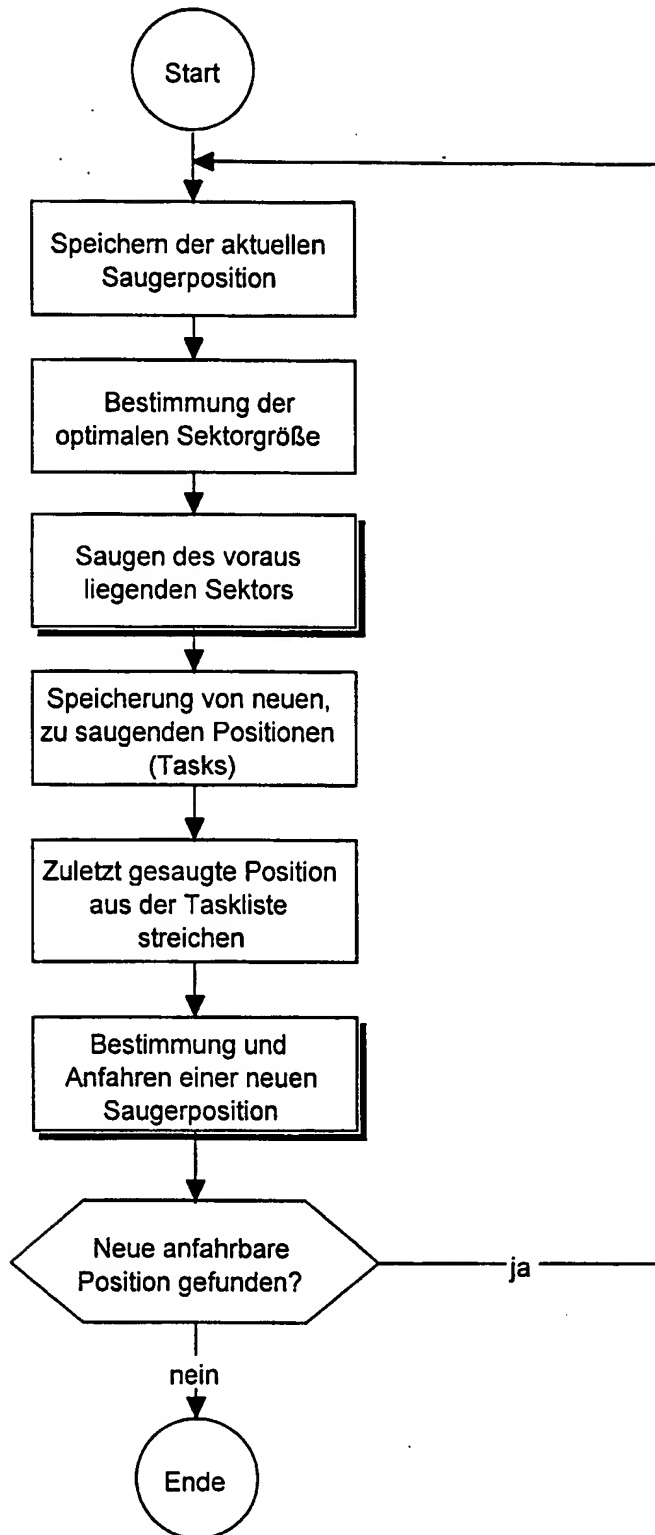 Start
Speichern der aktuellen
Saugerposition
Bestimmung der
optimalen Sektorgröße
Saugen des voraus
liegenden Sektors
Speicherung von neuen,
zu saugenden Positionen
(Tasks)
Zuletzt gesaugte Position
aus der Taskliste
streichen
Bestimmung und
Anfahren einer neuen
Saugerposition
Neue anfahrbare
Position gefunden?
ja
nein
Ende